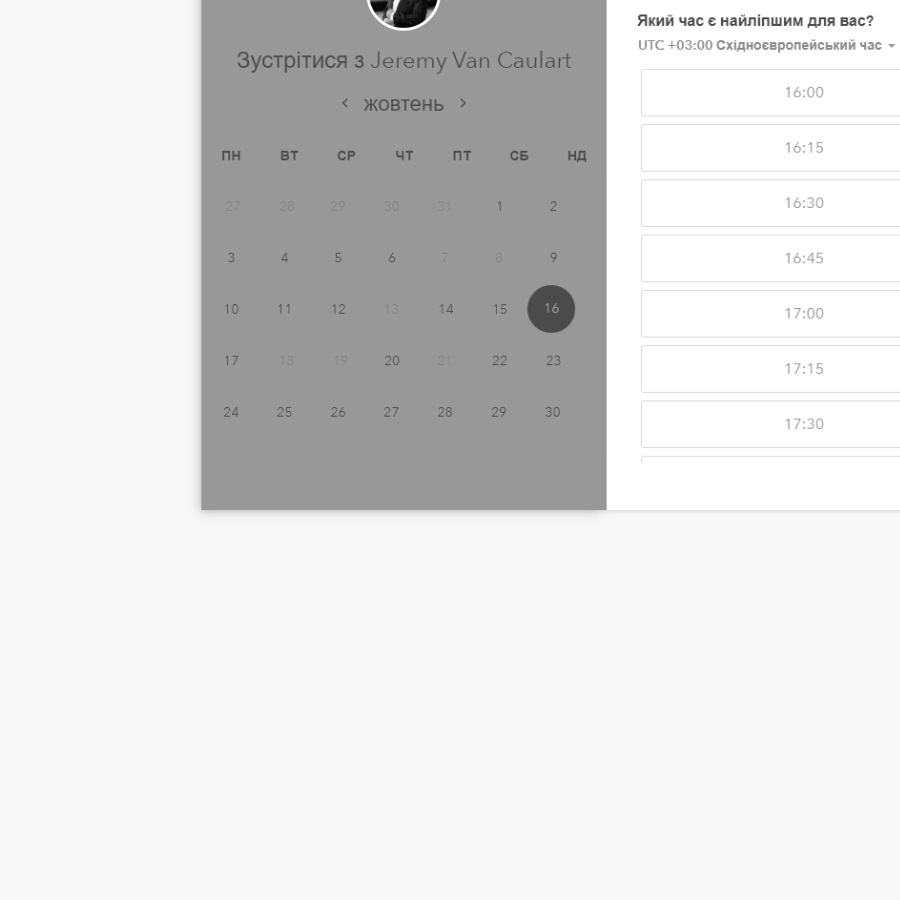 Зустрітися з Jeremy Van Caulart
жовтень
ПН ВТ СР ЧТ ПТ СБ НД
27 28 29 30 31 1 2
3 4 5 6 7 8 9
10 11 12 13 14 15 16
17 18 19 20 21 22 23
24 25 26 27 28 29 30
Який час є найліпшим для вас?
UTC +03:00 Східноєвропейський час
16:00
16:15
16:30
16:45
17:00
17:15
17:30